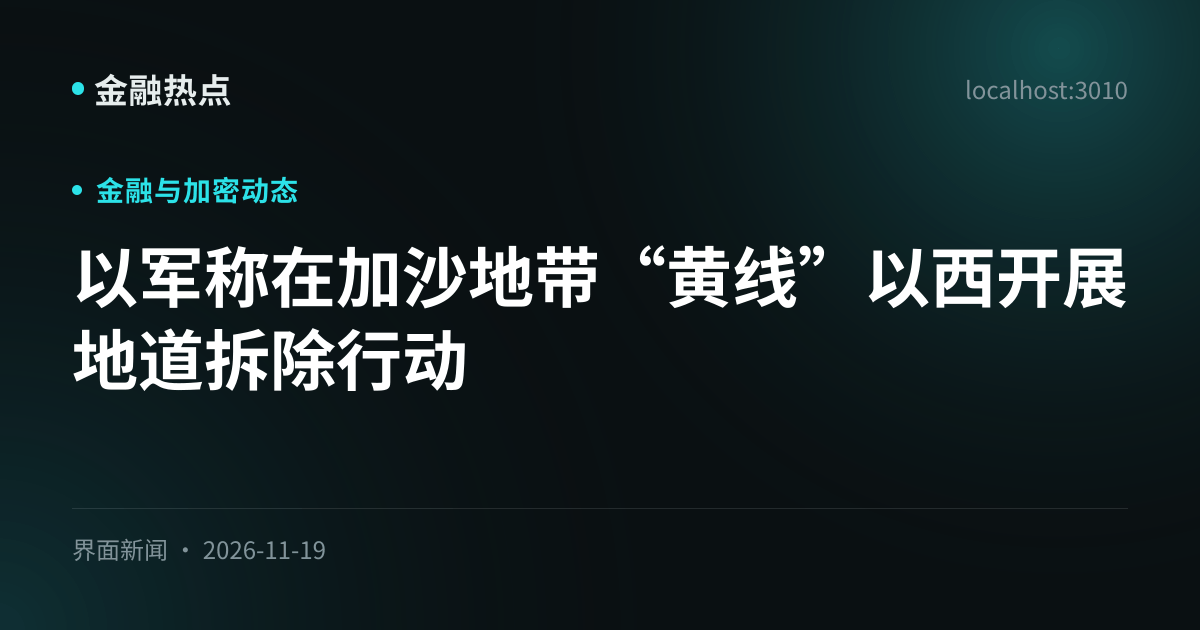 金融热点
localhost:3010
金融与加密动态
以军称在加沙地带“黄线”以西开展
地道拆除行动
界面新闻 • 2026-11-19